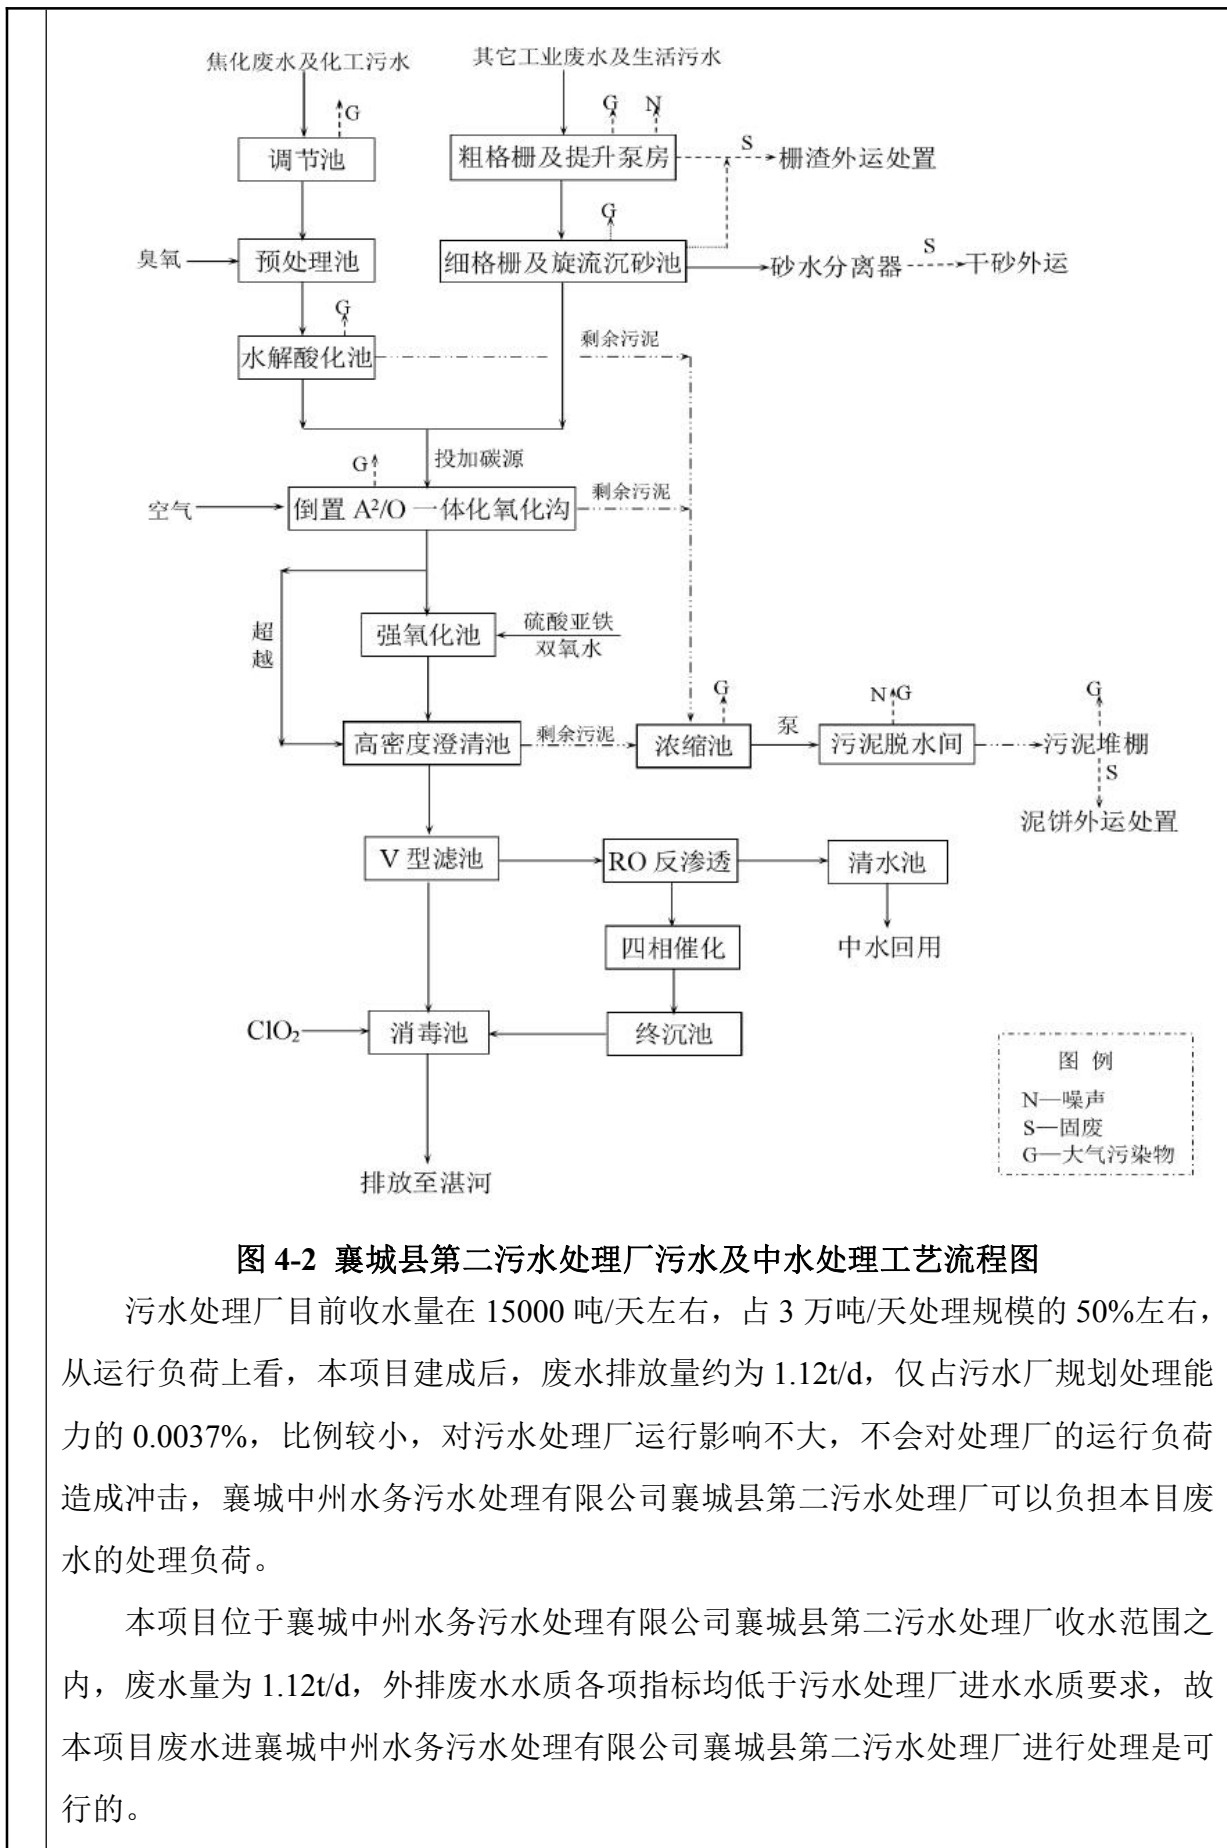 焦化废水及化工污水
其它工业废水及生活污水
G
G
N
调节池
粗格栅及提升泵房
S
栅渣外运处置
G
臭氧
预处理池
细格栅及旋流沉砂池
砂水分离器
S
干砂外运
G
水解酸化池
剩余污泥
G
投加碳源
空气
倒置 A²/O 一体化氧化沟
剩余污泥
超越
强氧化池
硫酸亚铁
双氧水
G
N
G
G
高密度澄清池
剩余污泥
浓缩池
泵
污泥脱水间
污泥堆棚
S
泥饼外运处置
V 型滤池
RO 反渗透
清水池
四相催化
中水回用
ClO₂
消毒池
终沉池
图 例
N—噪声
S—固废
G—大气污染物
排放至湛河
图 4-2 襄城县第二污水处理厂污水及中水处理工艺流程图
污水处理厂目前收水量在 15000 吨/天左右，占 3 万吨/天处理规模的 50%左右，
从运行负荷上看，本项目建成后，废水排放量约为 1.12t/d，仅占污水厂规划处理能
力的 0.0037%，比例较小，对污水处理厂运行影响不大，不会对处理厂的运行负荷
造成冲击，襄城中州水务污水处理有限公司襄城县第二污水处理厂可以负担本目废
水的处理负荷。
本项目位于襄城中州水务污水处理有限公司襄城县第二污水处理厂收水范围之
内，废水量为 1.12t/d，外排废水水质各项指标均低于污水处理厂进水水质要求，故
本项目废水进襄城中州水务污水处理有限公司襄城县第二污水处理厂进行处理是可
行的。